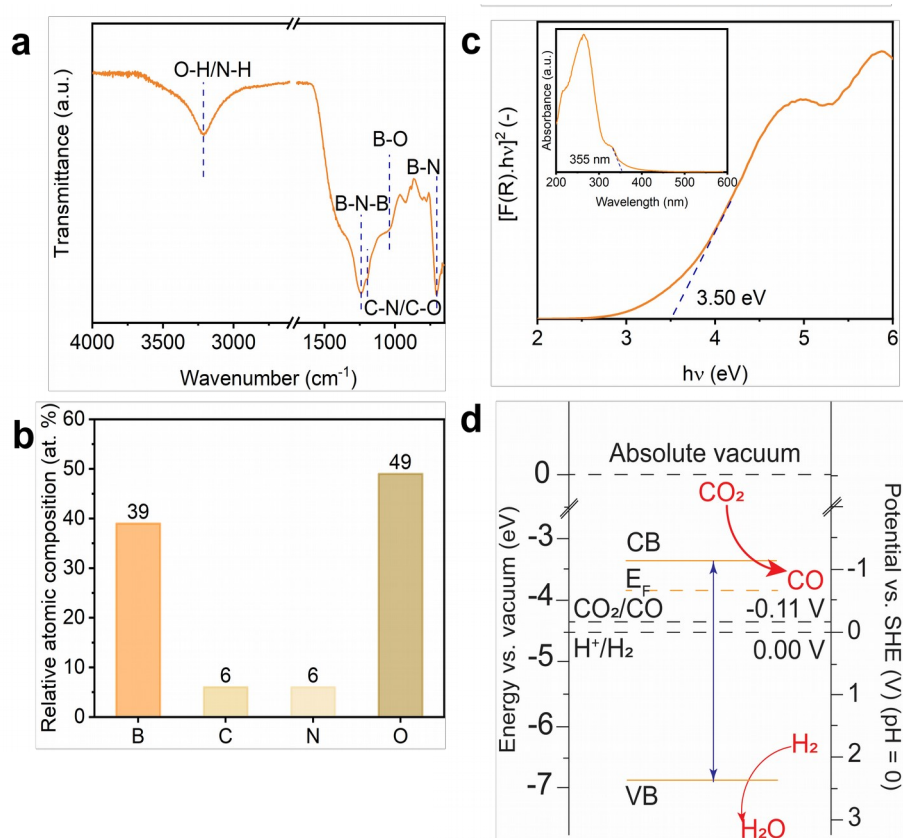 a
Transmittance (a.u.)
O-H/N-H
B-O
B-N
B-N-B
C-N/C-O
4000 3500 3000 1500 1000
Wavenumber (cm⁻¹)
b
Relative atomic composition (at. %)
60
50
40
30
20
10
0
39
6
6
49
B C N O
c
[F(R).hν]² (-)
Absorbance (a.u.)
355 nm
200 300 400 500 600
Wavelength (nm)
3.50 eV
2 3 4 5 6
hν (eV)
d
Energy vs. vacuum (eV)
0
-3
-4
-5
-6
-7
Absolute vacuum
CO₂
CB
CO
E_F
CO₂/CO -0.11 V
H⁺/H₂ 0.00 V
H₂
VB
H₂O
-1
0
1
2
3
Potential vs. SHE (V) (pH = 0)